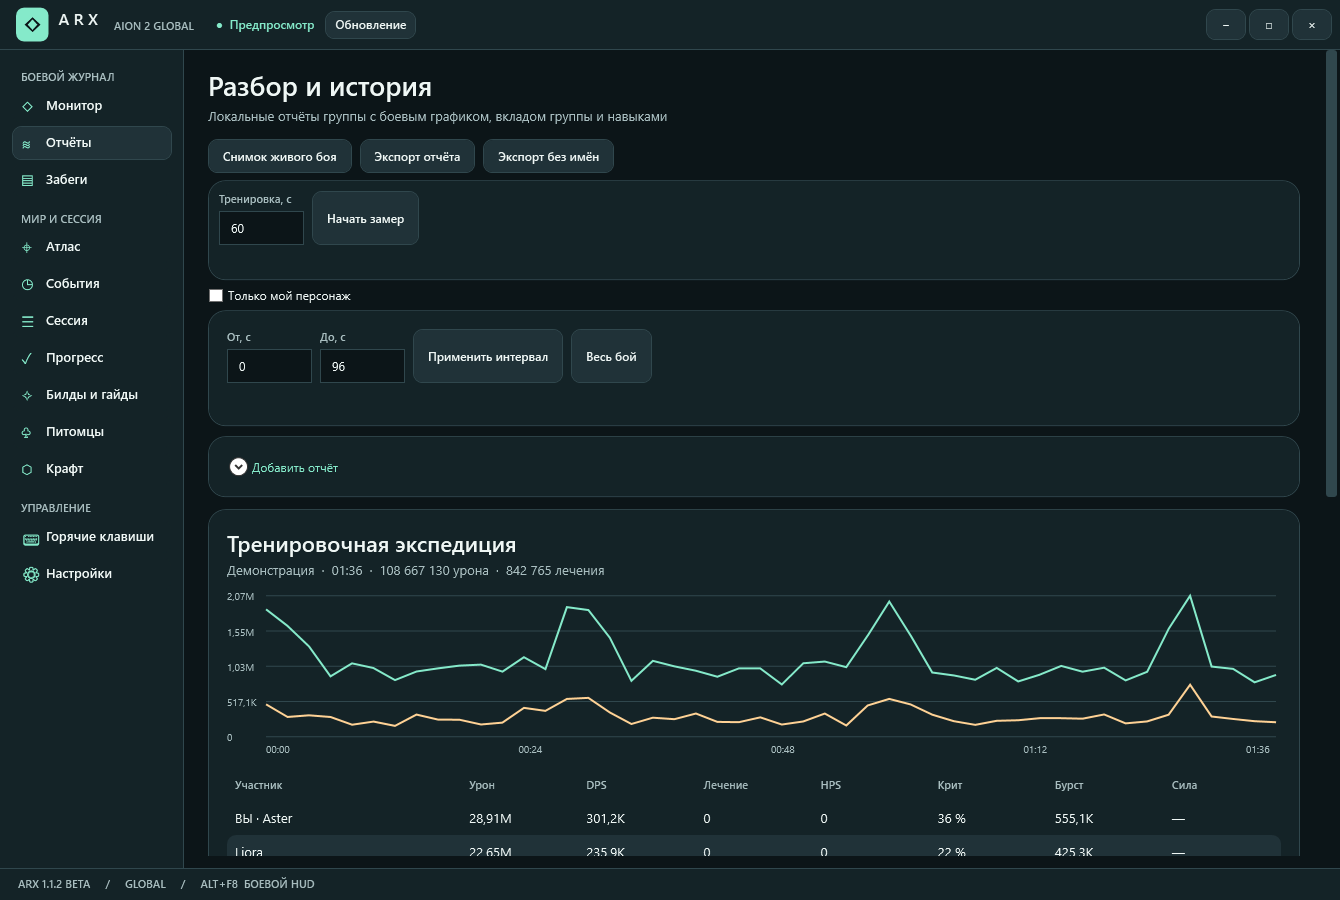 ARX AION 2 GLOBAL ● Предпросмотр Обновление
БОЕВОЙ ЖУРНАЛ
Монитор
Отчёты
Забеги
МИР И СЕССИЯ
Атлас
События
Сессия
Прогресс
Билды и гайды
Питомцы
Крафт
УПРАВЛЕНИЕ
Горячие клавиши
Настройки
Разбор и история
Локальные отчёты группы с боевым графиком, вкладом группы и навыками
Снимок живого боя Экспорт отчёта Экспорт без имён
Тренировка, с
60 Начать замер
Только мой персонаж
От, с До, с
0 96 Применить интервал Весь бой
Добавить отчёт
Тренировочная экспедиция
Демонстрация · 01:36 · 108 667 130 урона · 842 765 лечения
2,07M
1,55M
1,03M
517,1K
0
00:00 00:24 00:48 01:12 01:36
Участник Урон DPS Лечение HPS Крит Бурст Сила
ВЫ · Aster 28,91M 301,2K 0 0 36 % 555,1K —
Liora 22,65M 235,9K 0 0 22 % 425,3K —
ARX 1.1.2 BETA / GLOBAL / ALT+F8 БОЕВОЙ HUD